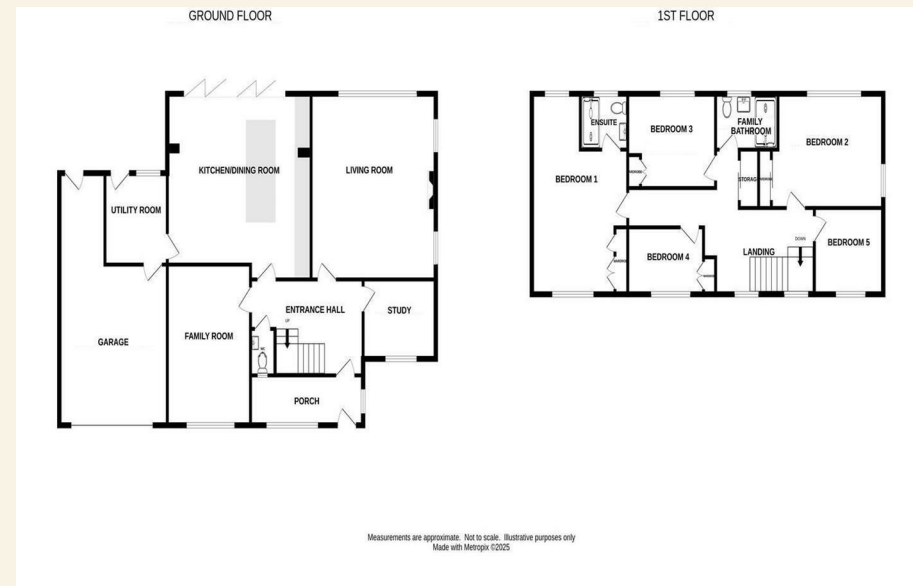 GROUND FLOOR
KITCHEN/DINING ROOM
LIVING ROOM
UTILITY ROOM
GARAGE
FAMILY ROOM
ENTRANCE HALL
UP
WC
STUDY
PORCH
1ST FLOOR
ENSUITE
BEDROOM 3
FAMILY
BATHROOM
BEDROOM 2
BEDROOM 1
STORAGE
BEDROOM 4
LANDING
DOWN
BEDROOM 5
Measurements are approximate. Not to scale. Illustrative purposes only
Made with Metropix ©2025